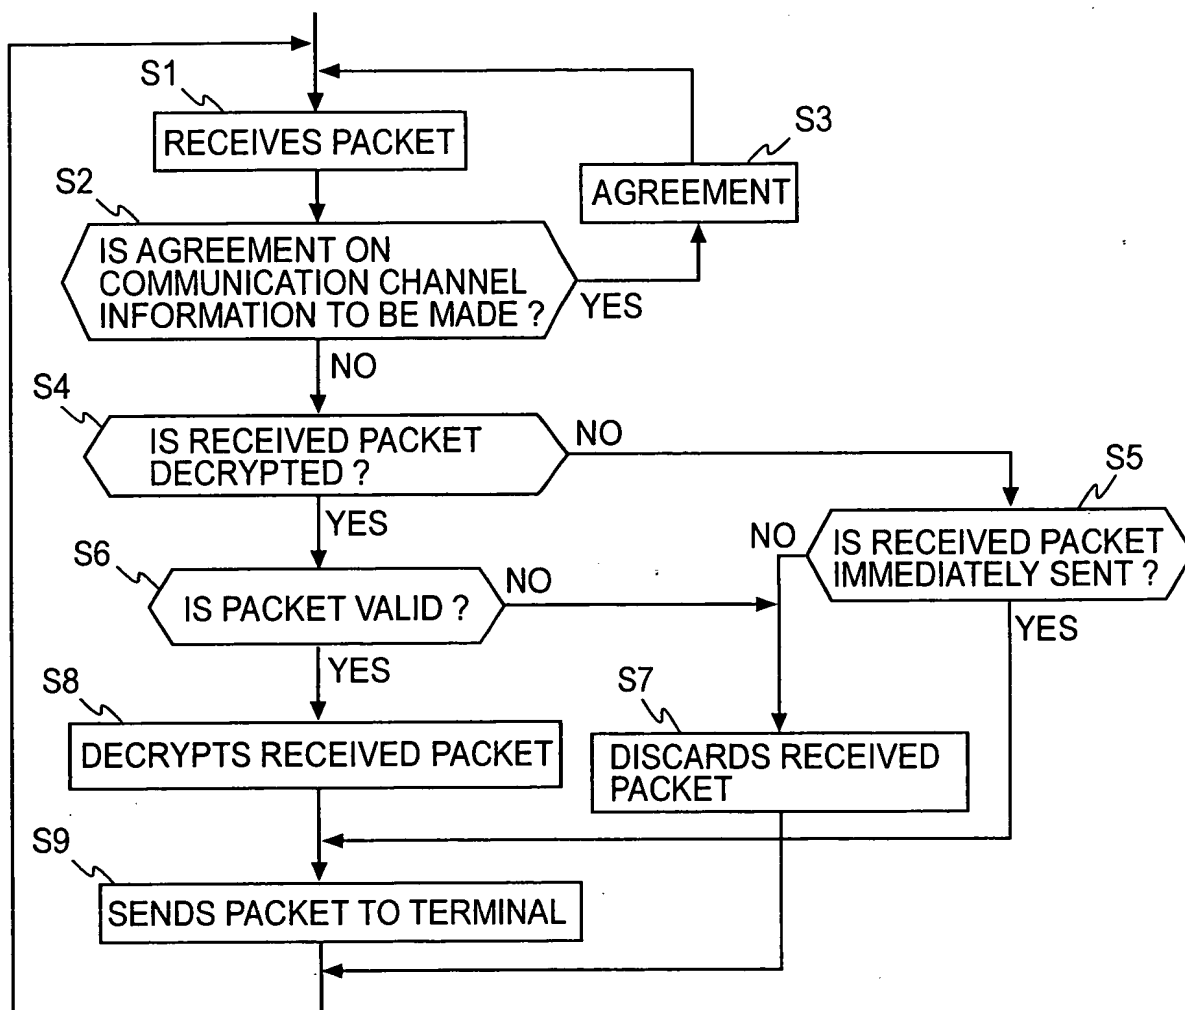 S1
RECEIVES PACKET
S3
AGREEMENT
S2
IS AGREEMENT ON
COMMUNICATION CHANNEL
INFORMATION TO BE MADE ?
YES
NO
S4
IS RECEIVED PACKET
DECRYPTED ?
NO
YES
S5
IS RECEIVED PACKET
IMMEDIATELY SENT ?
NO
YES
S6
IS PACKET VALID ?
NO
YES
S8
DECRYPTS RECEIVED PACKET
S7
DISCARDS RECEIVED
PACKET
S9
SENDS PACKET TO TERMINAL